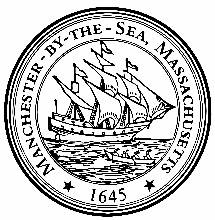 MANCHESTER-BY-THE-SEA, MASSACHUSETTS
1645